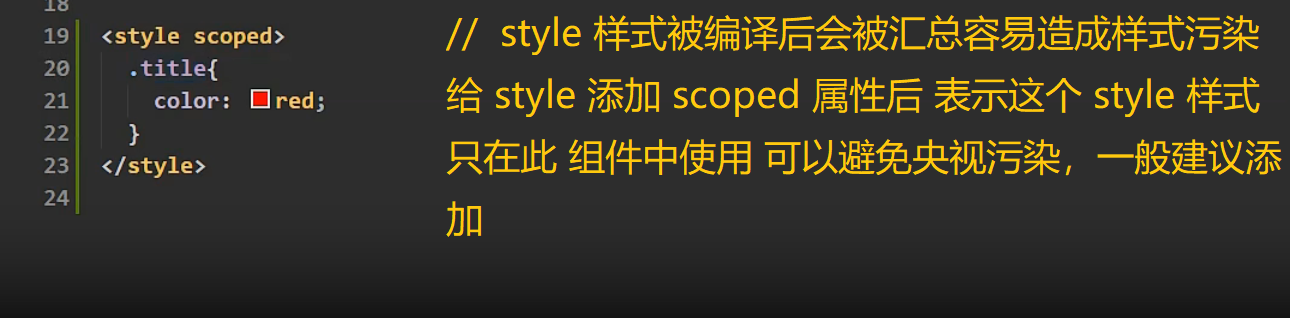 18
19 <style scoped>
20 .title{
21 color: red;
22 }
23 </style>
24
// style 样式被编译后会被汇总容易造成样式污染
给 style 添加 scoped 属性后 表示这个 style 样式
只在此 组件中使用 可以避免央视污染，一般建议添
加